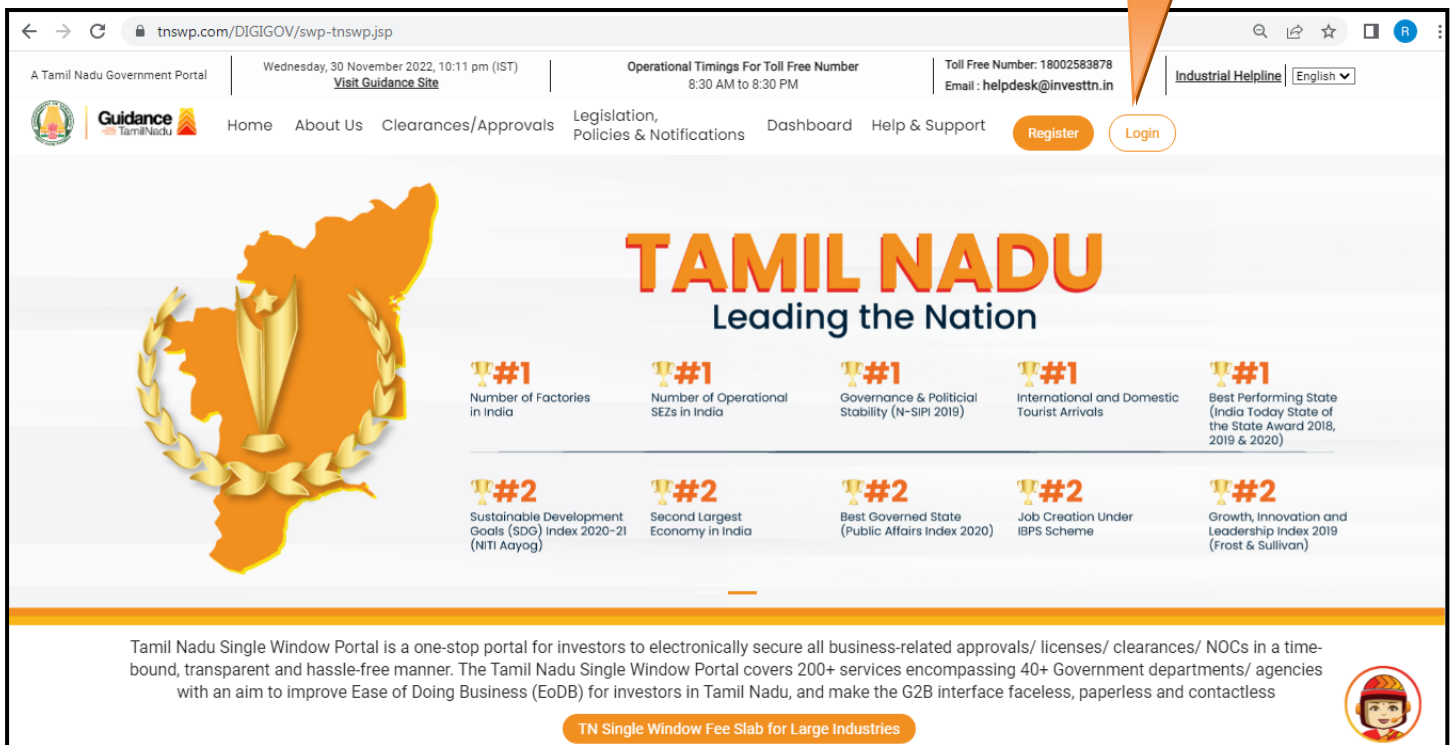 tnswp.com/DIGIGOV/swp-tnswp.jsp
R
A Tamil Nadu Government Portal
Wednesday, 30 November 2022, 10:11 pm (IST)
Visit Guidance Site
Operational Timings For Toll Free Number
8:30 AM to 8:30 PM
Toll Free Number: 18002583878
Email : helpdesk@investtn.in
Industrial Helpline
English
Guidance
TamilNadu
Home
About Us
Clearances/Approvals
Legislation,
Policies & Notifications
Dashboard
Help & Support
Register
Login
TAMIL NADU
Leading the Nation
#1
Number of Factories
in India
#1
Number of Operational
SEZs in India
#1
Governance & Politicial
Stability (N-SIPI 2019)
#1
International and Domestic
Tourist Arrivals
#1
Best Performing State
(India Today State of
the State Award 2018,
2019 & 2020)
#2
Sustainable Development
Goals (SDG) Index 2020-21
(NITI Aayog)
#2
Second Largest
Economy in India
#2
Best Governed State
(Public Affairs Index 2020)
#2
Job Creation Under
IBPS Scheme
#2
Growth, Innovation and
Leadership Index 2019
(Frost & Sullivan)
Tamil Nadu Single Window Portal is a one-stop portal for investors to electronically secure all business-related approvals/ licenses/ clearances/ NOCs in a time-
bound, transparent and hassle-free manner. The Tamil Nadu Single Window Portal covers 200+ services encompassing 40+ Government departments/ agencies
with an aim to improve Ease of Doing Business (EoDB) for investors in Tamil Nadu, and make the G2B interface faceless, paperless and contactless
TN Single Window Fee Slab for Large Industries